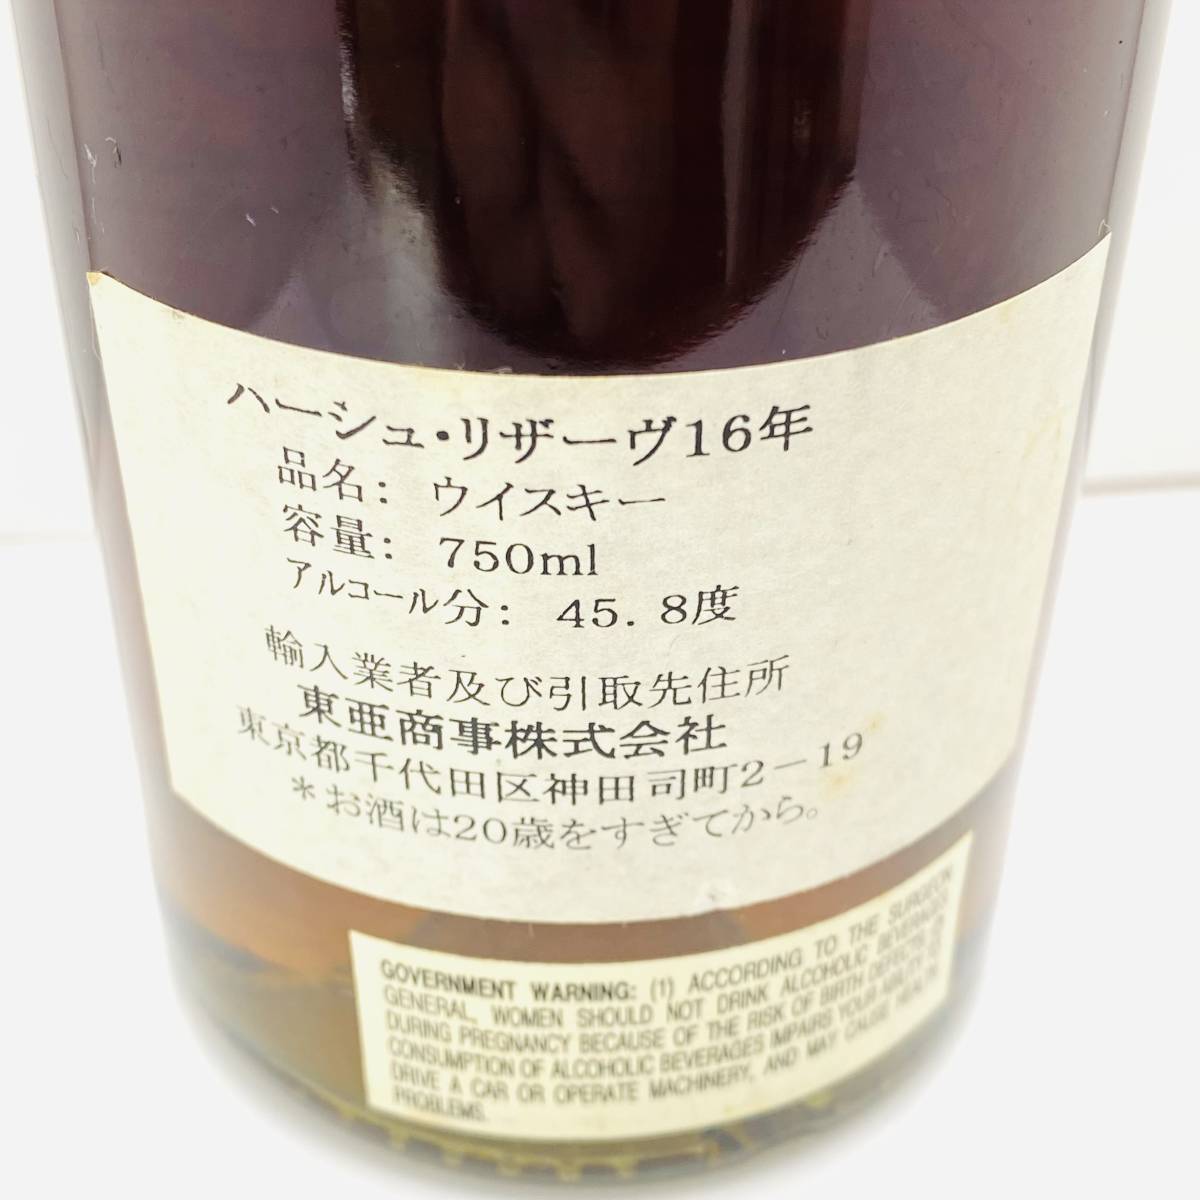 ハーシュ・リザーヴ16年
品名： ウイスキー
容量： 750ml
アルコール分： 45.8度
輸入業者及び引取先住所
東亜商事株式会社
東京都千代田区神田司町2－19
＊お酒は20歳をすぎてから。
GOVERNMENT WARNING: (1) ACCORDING TO THE SURGEON
GENERAL, WOMEN SHOULD NOT DRINK ALCOHOLIC BEVERAGES
DURING PREGNANCY BECAUSE OF THE RISK OF BIRTH DEFECTS (2)
CONSUMPTION OF ALCOHOLIC BEVERAGES IMPAIRS YOUR ABILITY TO
DRIVE A CAR OR OPERATE MACHINERY, AND MAY CAUSE HEALTH
PROBLEMS.